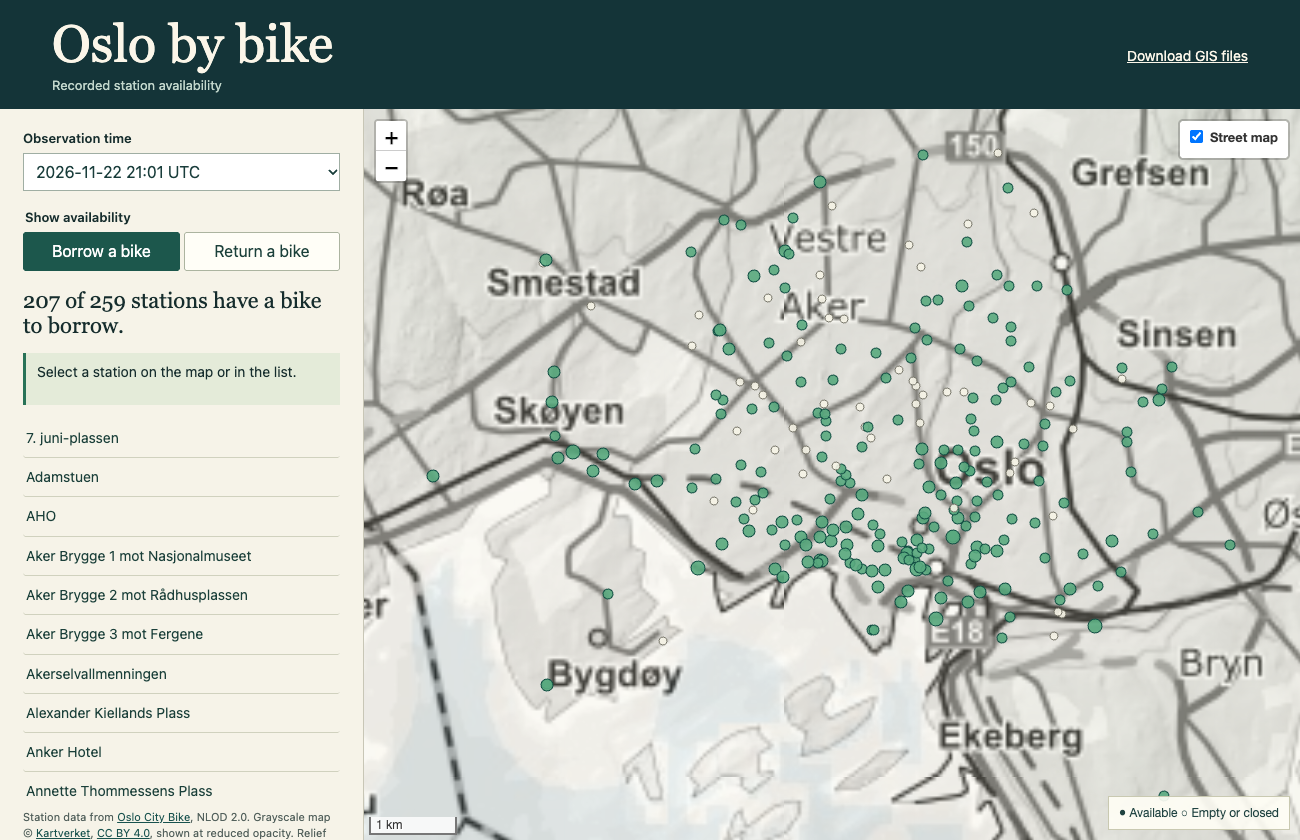 Oslo by bike
Recorded station availability
Download GIS files
Observation time
2026-11-22 21:01 UTC
Show availability
Borrow a bike
Return a bike
207 of 259 stations have a bike
to borrow.
Select a station on the map or in the list.
7. juni-plassen
Adamstuen
AHO
Aker Brygge 1 mot Nasjonalmuseet
Aker Brygge 2 mot Rådhusplassen
Aker Brygge 3 mot Fergene
Akerselvallmenningen
Alexander Kiellands Plass
Anker Hotel
Annette Thommessens Plass
Station data from Oslo City Bike, NLOD 2.0. Grayscale map
© Kartverket, CC BY 4.0, shown at reduced opacity. Relief
+
−
Street map
150
Grefsen
Røa
Vestre
Aker
Smestad
Sinsen
Skøyen
Oslo
E18
Bygdøy
Bryn
Ekeberg
1 km
● Available ○ Empty or closed